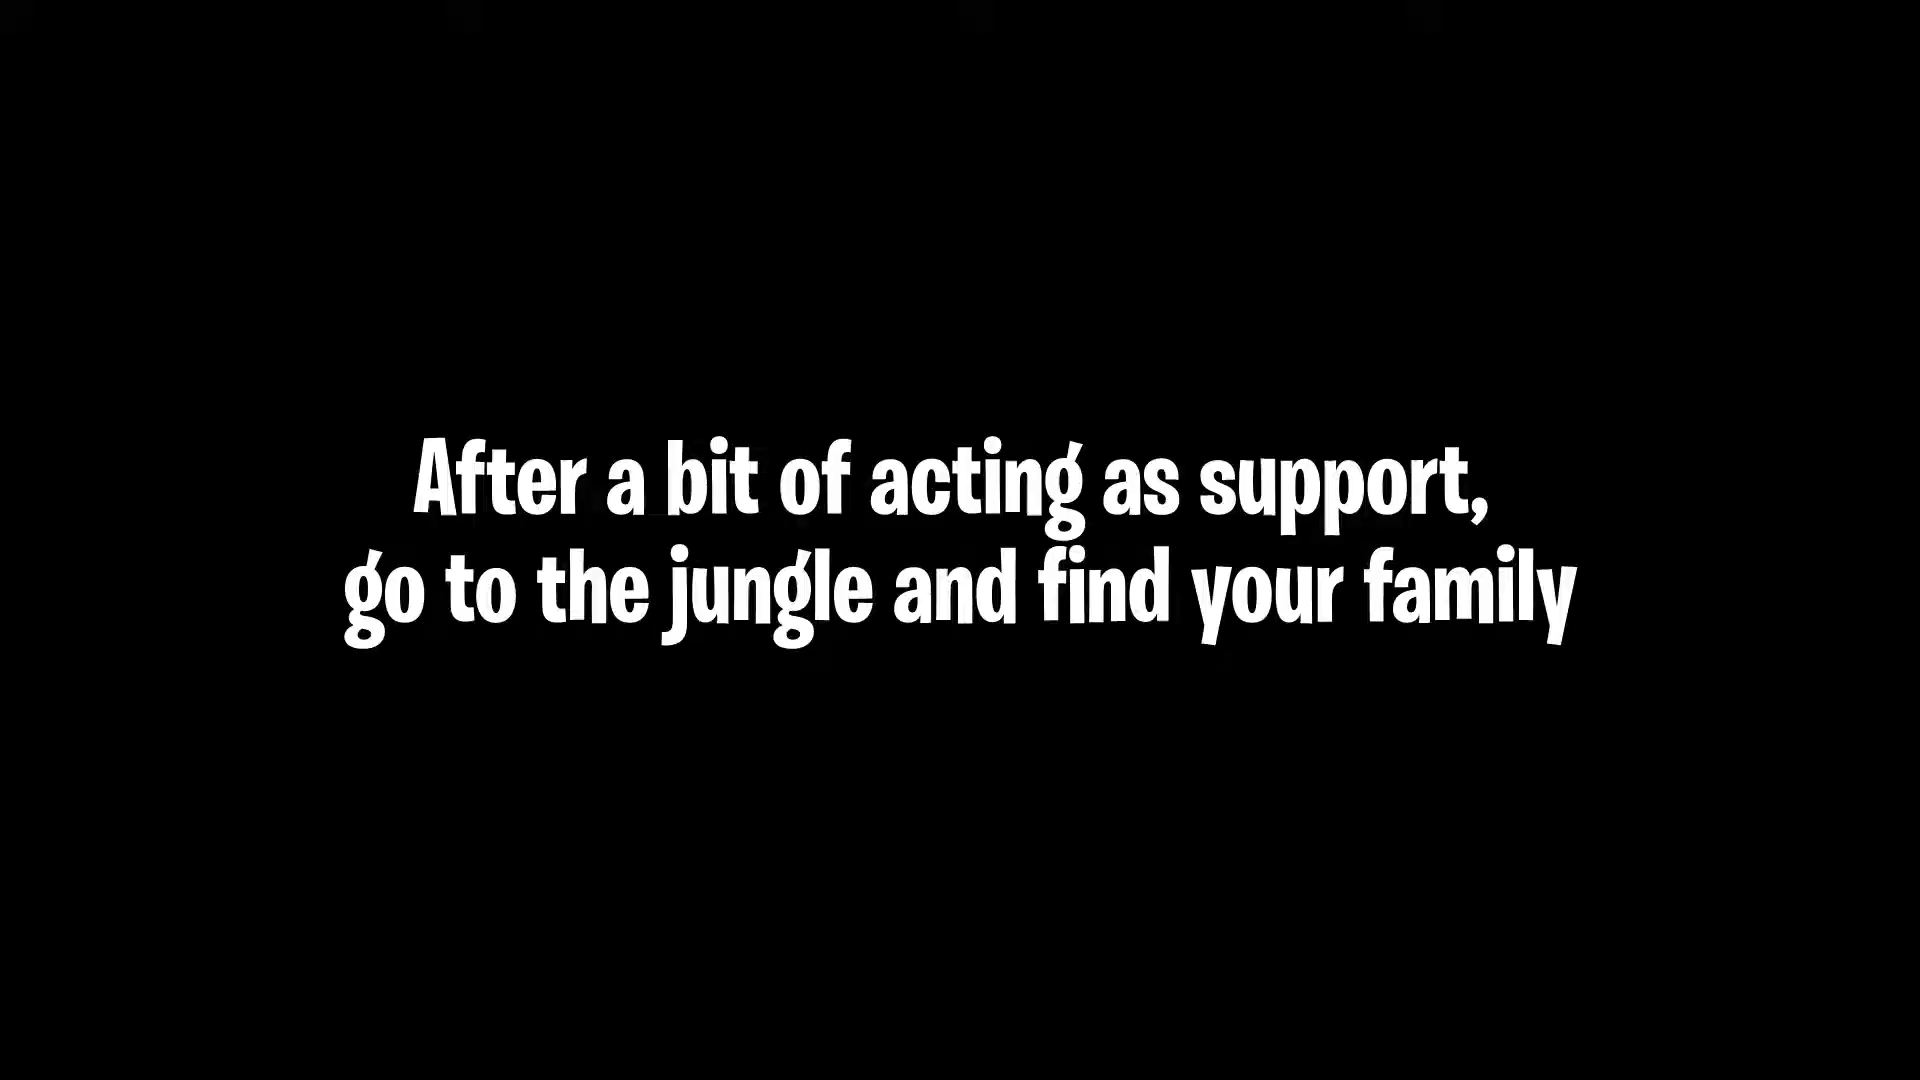 After a bit of acting as support,
go to the jungle and find your family